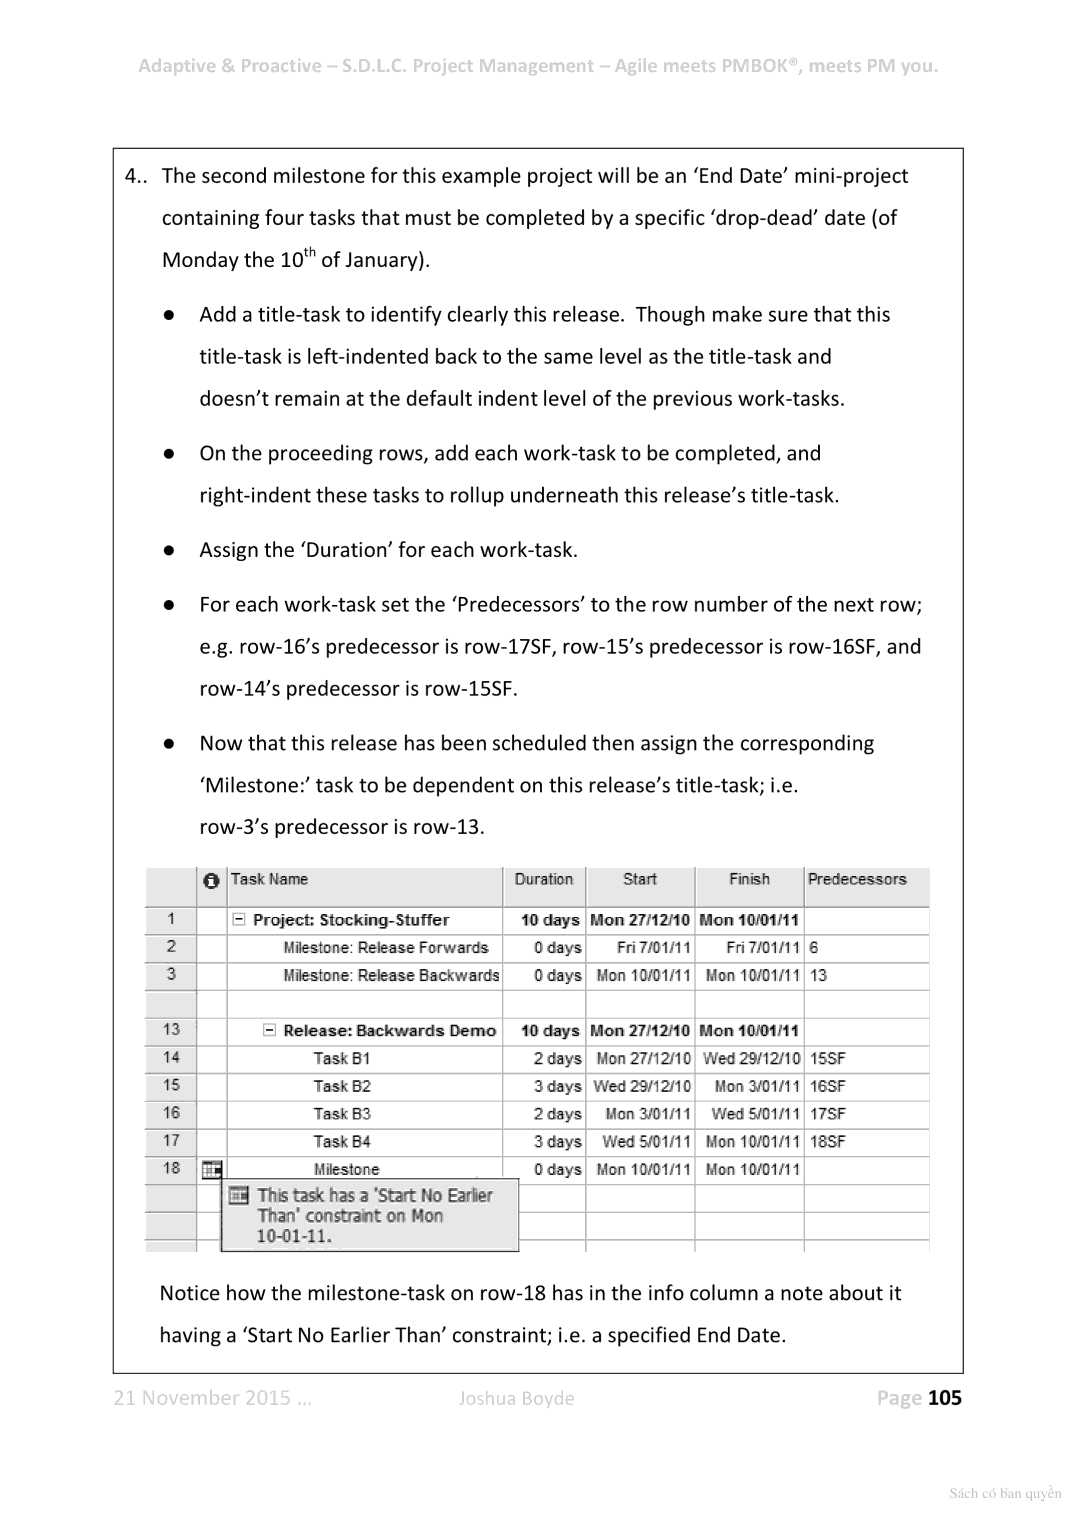 Adaptive & Proactive – S.D.L.C. Project Management – Agile meets PMBOK®, meets PM you.
4.. The second milestone for this example project will be an ‘End Date’ mini-project
containing four tasks that must be completed by a specific ‘drop-dead’ date (of
Monday the 10th of January).
● Add a title-task to identify clearly this release. Though make sure that this
title-task is left-indented back to the same level as the title-task and
doesn’t remain at the default indent level of the previous work-tasks.
● On the proceeding rows, add each work-task to be completed, and
right-indent these tasks to rollup underneath this release’s title-task.
● Assign the ‘Duration’ for each work-task.
● For each work-task set the ‘Predecessors’ to the row number of the next row;
e.g. row-16’s predecessor is row-17SF, row-15’s predecessor is row-16SF, and
row-14’s predecessor is row-15SF.
● Now that this release has been scheduled then assign the corresponding
‘Milestone:’ task to be dependent on this release’s title-task; i.e.
row-3’s predecessor is row-13.
Task Name Duration Start Finish Predecessors
1 Project: Stocking-Stuffer 10 days Mon 27/12/10 Mon 10/01/11
2 Milestone: Release Forwards 0 days Fri 7/01/11 Fri 7/01/11 6
3 Milestone: Release Backwards 0 days Mon 10/01/11 Mon 10/01/11 13
13 Release: Backwards Demo 10 days Mon 27/12/10 Mon 10/01/11
14 Task B1 2 days Mon 27/12/10 Wed 29/12/10 15SF
15 Task B2 3 days Wed 29/12/10 Mon 3/01/11 16SF
16 Task B3 2 days Mon 3/01/11 Wed 5/01/11 17SF
17 Task B4 3 days Wed 5/01/11 Mon 10/01/11 18SF
18 Milestone 0 days Mon 10/01/11 Mon 10/01/11
This task has a 'Start No Earlier
Than' constraint on Mon
10-01-11.
Notice how the milestone-task on row-18 has in the info column a note about it
having a ‘Start No Earlier Than’ constraint; i.e. a specified End Date.
21 November 2015 ... Joshua Boyde Page 105
Sách có bản quyền